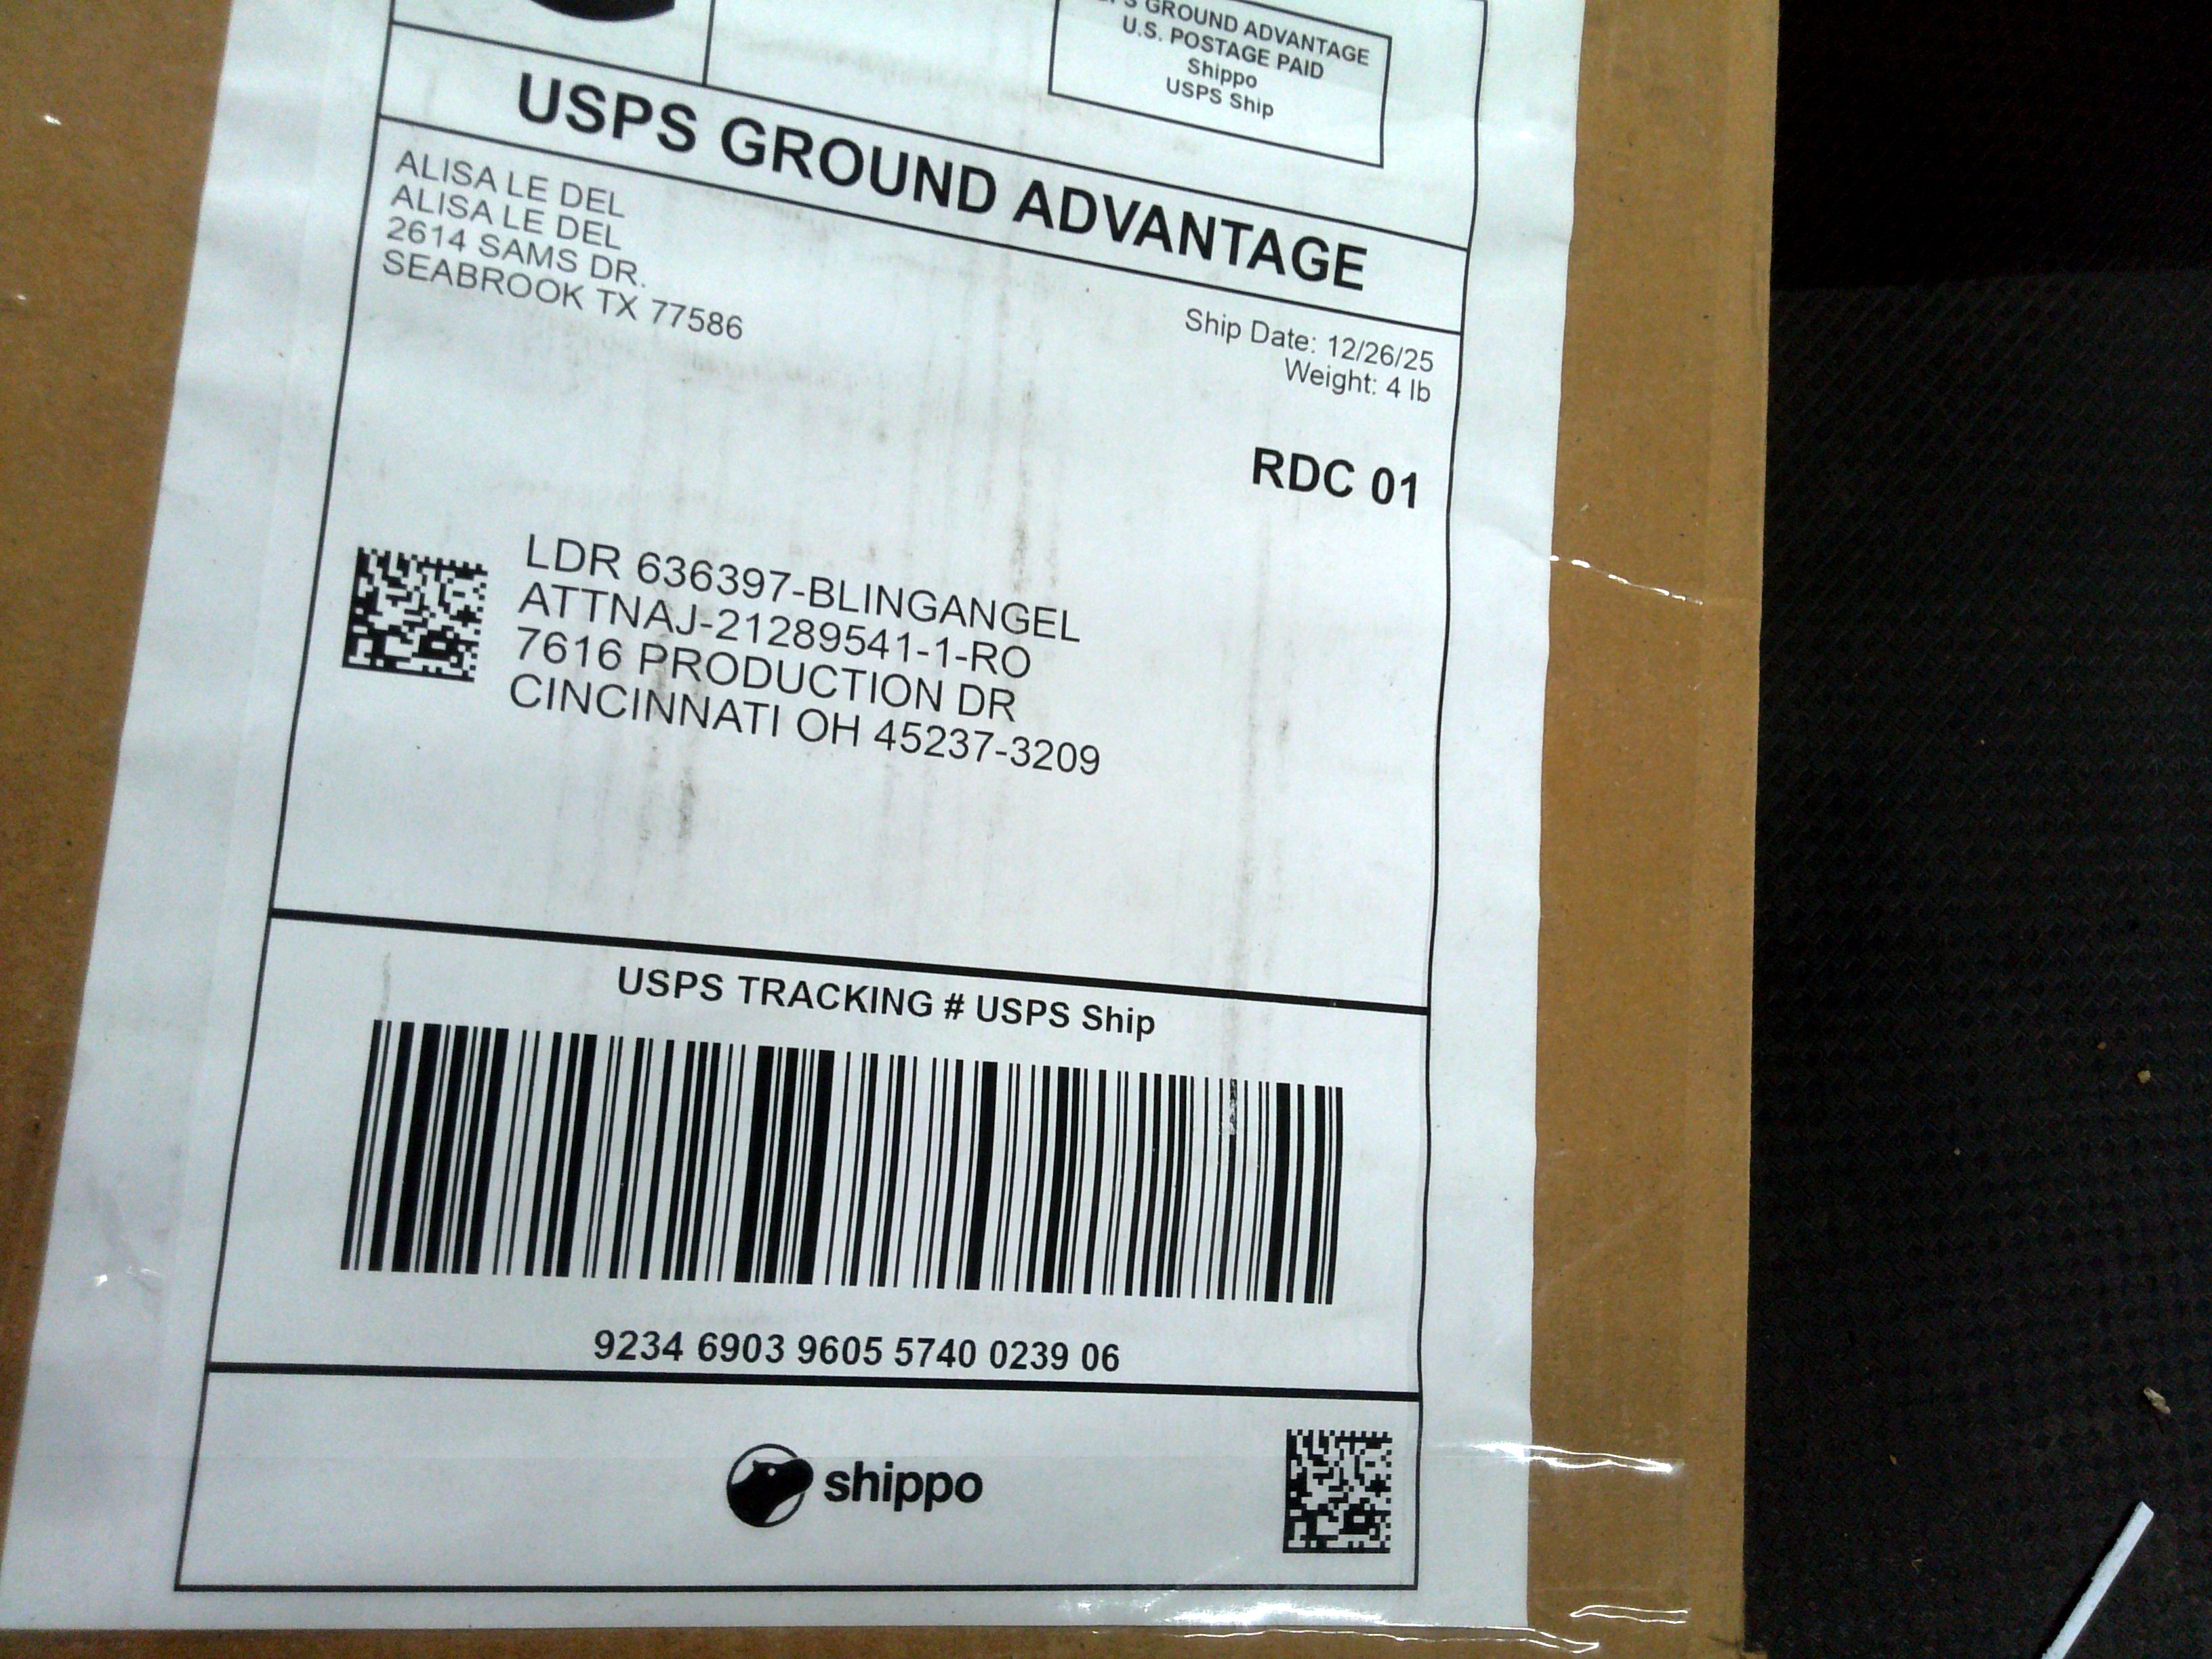 GROUND ADVANTAGE
U.S. POSTAGE PAID
Shippo
USPS Ship
USPS GROUND ADVANTAGE
ALISA LE DEL
ALISA LE DEL
2614 SAMS DR.
SEABROOK TX 77586
Ship Date: 12/26/25
Weight: 4 lb
RDC 01
LDR 636397-BLINGANGEL
ATTNAJ-21289541-1-RO
7616 PRODUCTION DR
CINCINNATI OH 45237-3209
USPS TRACKING # USPS Ship
9234 6903 9605 5740 0239 06
shippo